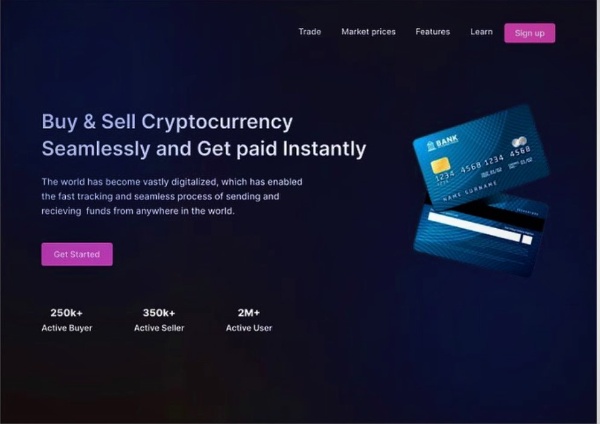 Trade Market prices Features Learn Sign up
Buy & Sell Cryptocurrency
Seamlessly and Get paid Instantly
The world has become vastly digitalized, which has enabled
the fast tracking and seamless process of sending and
recieving funds from anywhere in the world.
Get Started
250k+ 350k+ 2M+
Active Buyer Active Seller Active User
BANK
1234 4568 1234 4568
NAME SURNAME